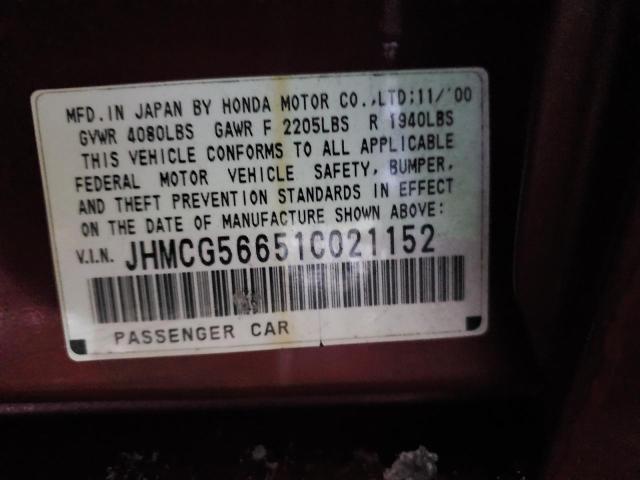 MFD.IN JAPAN BY HONDA MOTOR CO.,LTD;11/'00
GVWR 4080LBS GAWR F 2205LBS R 1940LBS
THIS VEHICLE CONFORMS TO ALL APPLICABLE
FEDERAL MOTOR VEHICLE SAFETY, BUMPER,
AND THEFT PREVENTION STANDARDS IN EFFECT
ON THE DATE OF MANUFACTURE SHOWN ABOVE:
V.I.N. JHMCG56651C021152
PASSENGER CAR